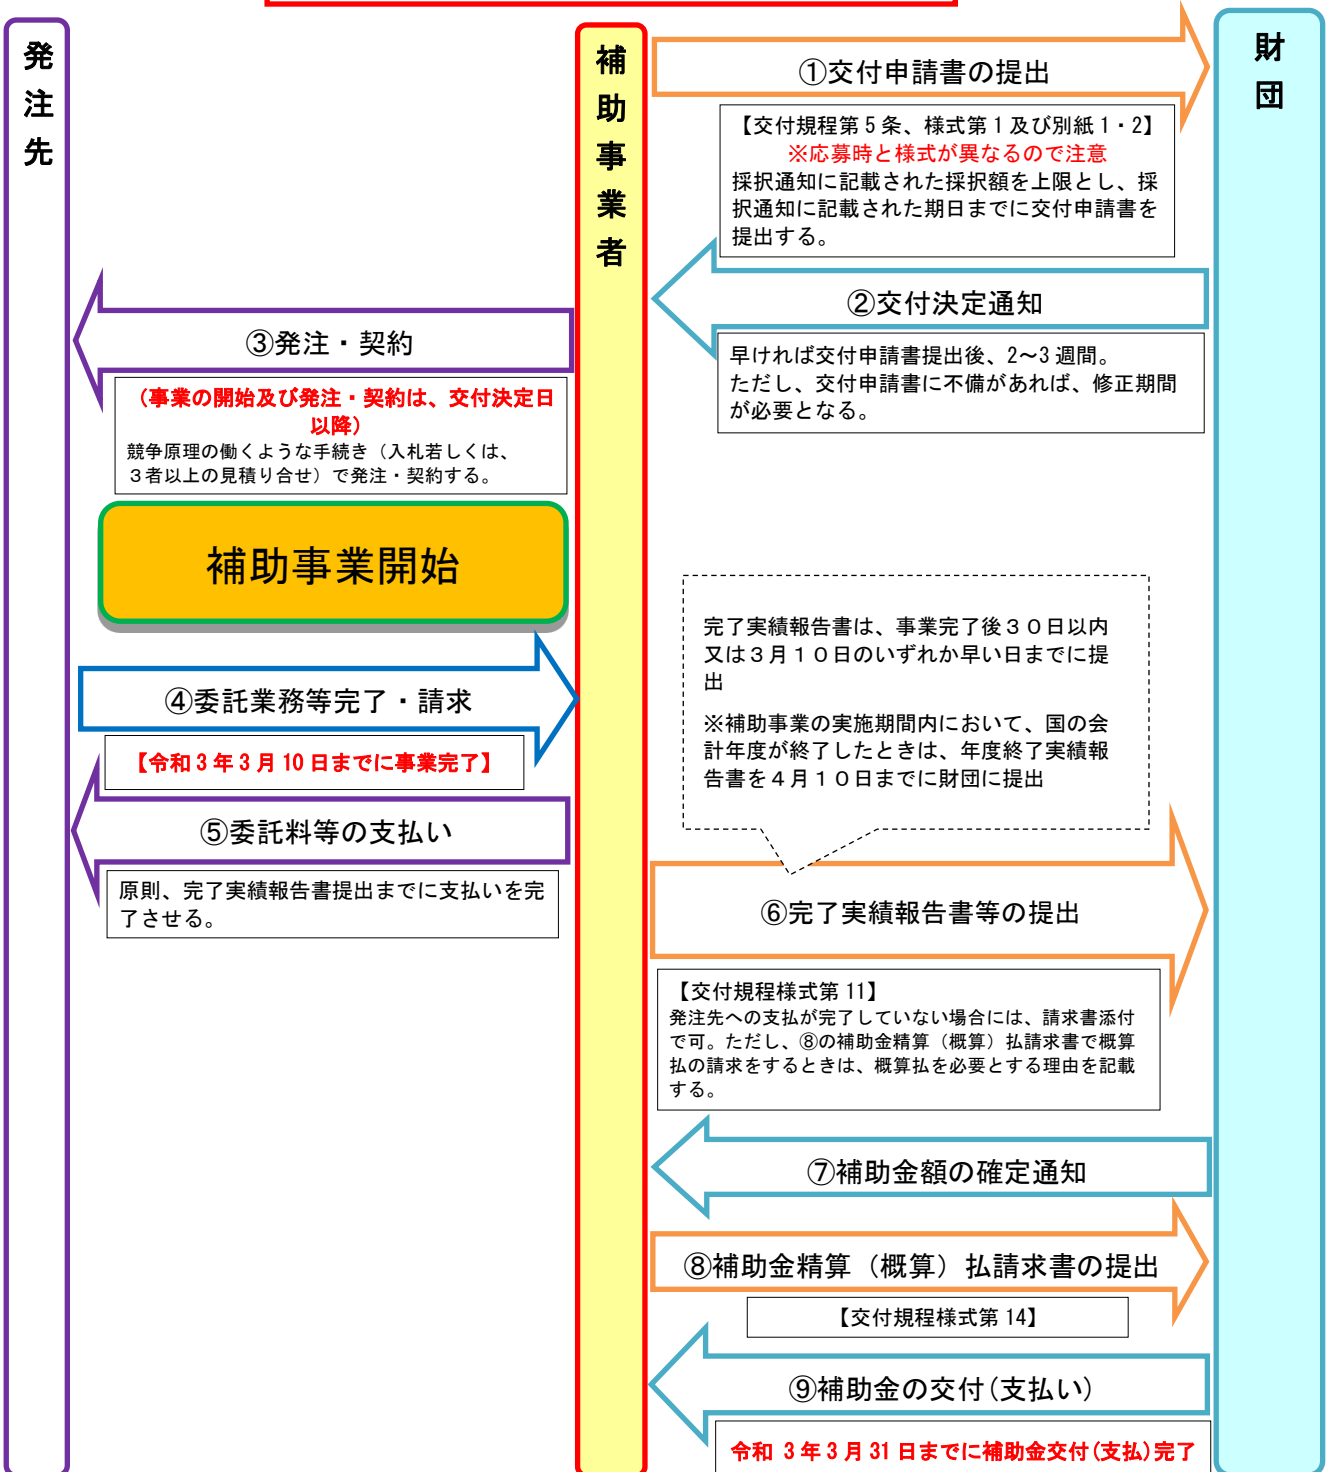 発注先
補助事業者
財団
①交付申請書の提出
【交付規程第5条、様式第1及び別紙1・2】
※応募時と様式が異なるので注意
採択通知に記載された採択額を上限とし、採
択通知に記載された期日までに交付申請書を
提出する。
②交付決定通知
早ければ交付申請書提出後、2~3週間。
ただし、交付申請書に不備があれば、修正期間
が必要となる。
③発注・契約
(事業の開始及び発注・契約は、交付決定日
以降)
競争原理の働くような手続き(入札若しくは、
3者以上の見積り合せ)で発注・契約する。
補助事業開始
④委託業務等完了・請求
【令和3年3月10日までに事業完了】
⑤委託料等の支払い
原則、完了実績報告書提出までに支払いを完
了させる。
完了実績報告書は、事業完了後30日以内
又は3月10日のいずれか早い日までに提
出
※補助事業の実施期間内において、国の会
計年度が終了したときは、年度終了実績報
告書を4月10日までに財団に提出
⑥完了実績報告書等の提出
【交付規程様式第11】
発注先への支払が完了していない場合には、請求書添付
で可。ただし、⑧の補助金精算(概算)払請求書で概算
払の請求をするときは、概算払を必要とする理由を記載
する。
⑦補助金額の確定通知
⑧補助金精算(概算)払請求書の提出
【交付規程様式第14】
⑨補助金の交付(支払い)
令和 3年3月31日までに補助金交付(支払)完了